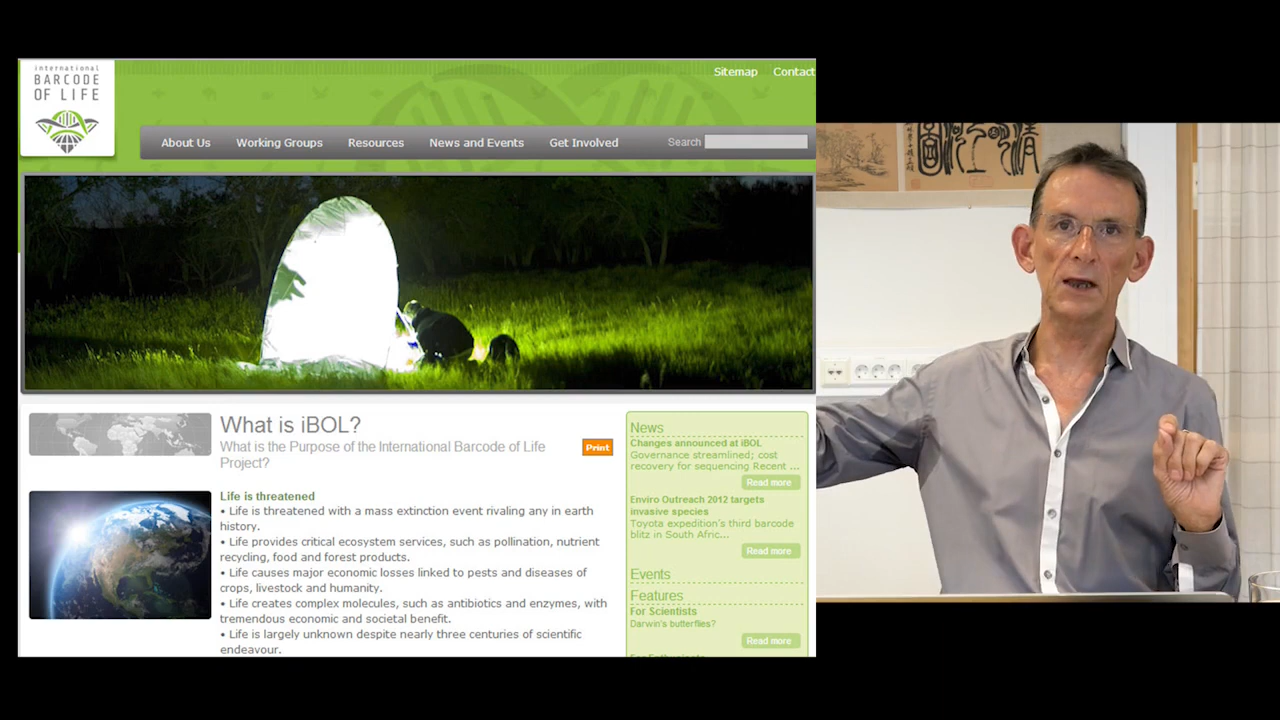 international
BARCODE
OF LIFE
Sitemap Contact
About Us Working Groups Resources News and Events Get Involved Search
What is iBOL?
What is the Purpose of the International Barcode of Life
Project?
Print
Life is threatened
• Life is threatened with a mass extinction event rivaling any in earth
history.
• Life provides critical ecosystem services, such as pollination, nutrient
recycling, food and forest products.
• Life causes major economic losses linked to pests and diseases of
crops, livestock and humanity.
• Life creates complex molecules, such as antibiotics and enzymes, with
tremendous economic and societal benefit.
• Life is largely unknown despite nearly three centuries of scientific
endeavour.
News
Changes announced at iBOL
Governance streamlined; cost
recovery for sequencing Recent ...
Read more
Enviro Outreach 2012 targets
invasive species
Toyota expedition's third barcode
blitz in South Afric...
Read more
Events
Features
For Scientists
Darwin's butterflies?
Read more